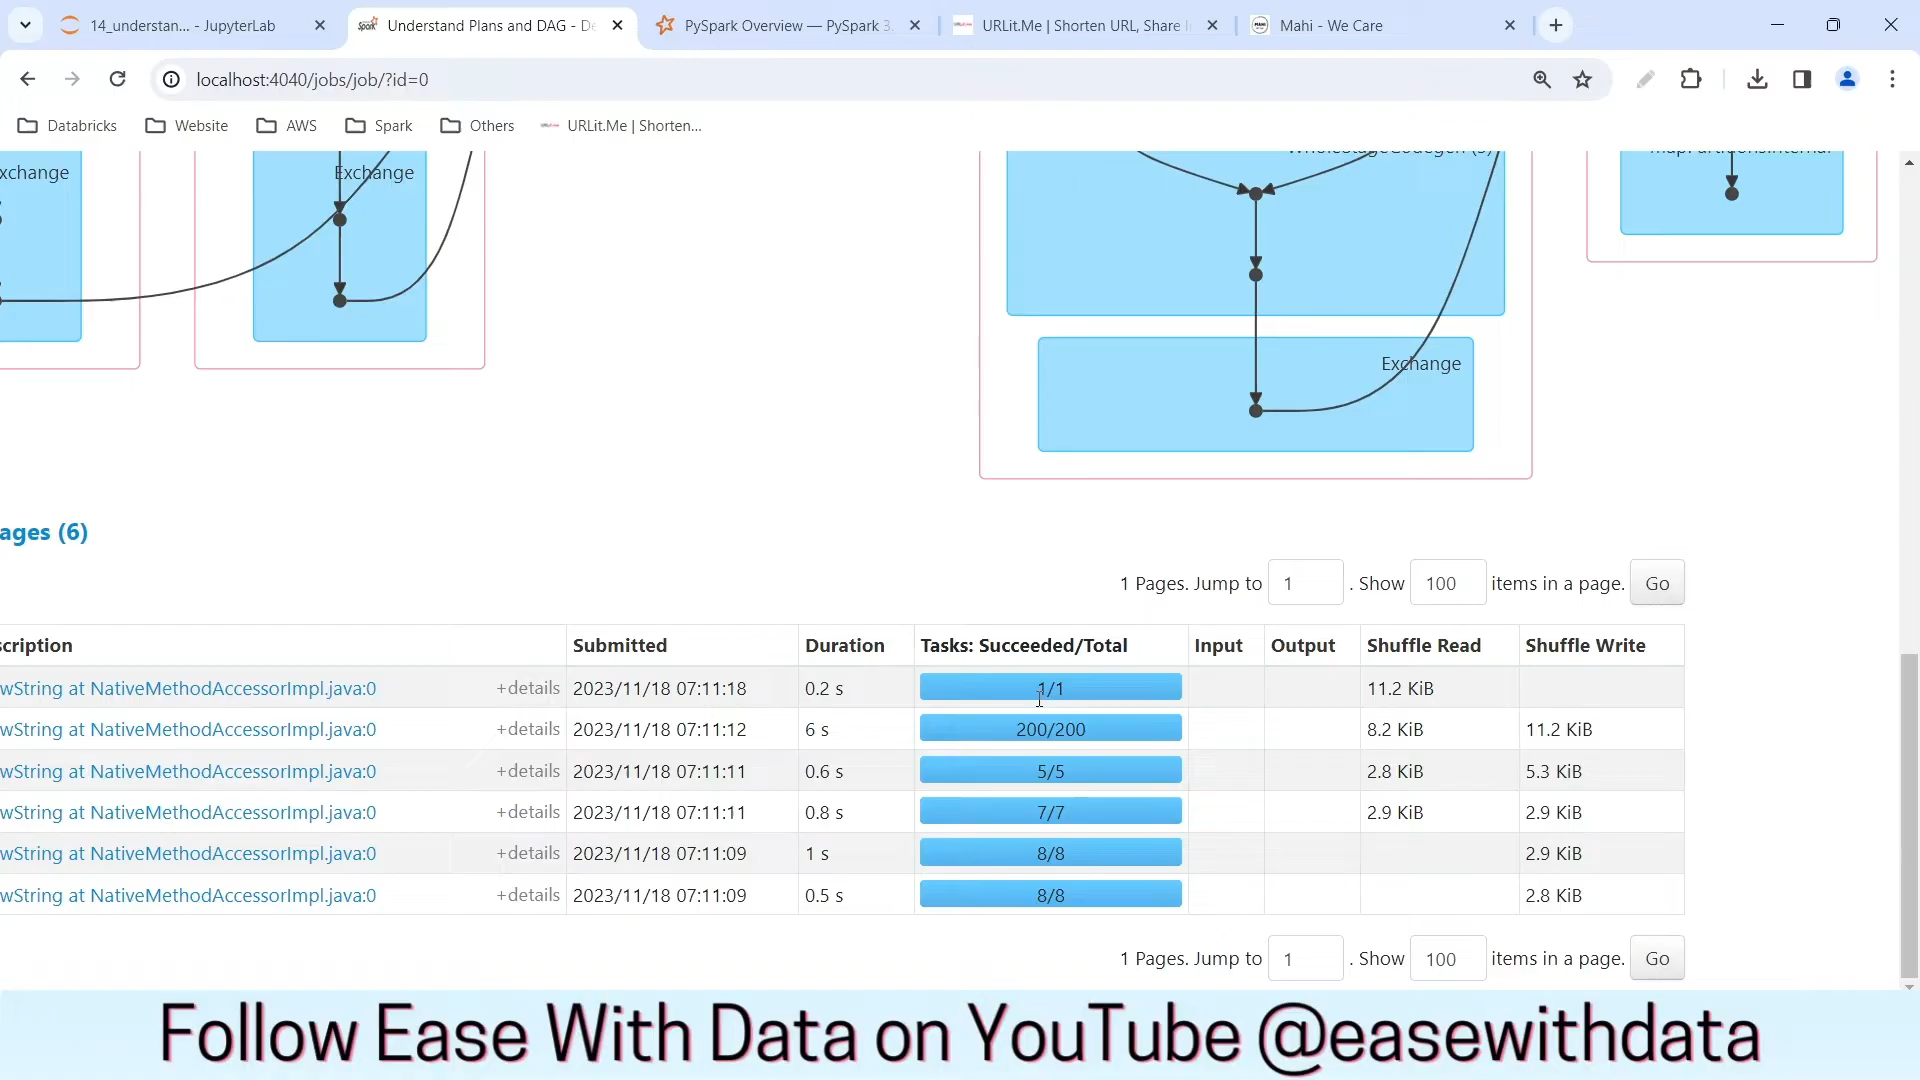 14_understan... - JupyterLab
Understand Plans and DAG - De
PySpark Overview — PySpark 3.
URLit.Me | Shorten URL, Share I
Mahi - We Care
localhost:4040/jobs/job/?id=0
Databricks
Website
AWS
Spark
Others
URLit.Me | Shorten...
xchange
Exchange
Exchange
ages (6)
1 Pages. Jump to 1 . Show 100 items in a page. Go
scription Submitted Duration Tasks: Succeeded/Total Input Output Shuffle Read Shuffle Write
wString at NativeMethodAccessorImpl.java:0 +details 2023/11/18 07:11:18 0.2 s 1/1 11.2 KiB
wString at NativeMethodAccessorImpl.java:0 +details 2023/11/18 07:11:12 6 s 200/200 8.2 KiB 11.2 KiB
wString at NativeMethodAccessorImpl.java:0 +details 2023/11/18 07:11:11 0.6 s 5/5 2.8 KiB 5.3 KiB
wString at NativeMethodAccessorImpl.java:0 +details 2023/11/18 07:11:11 0.8 s 7/7 2.9 KiB 2.9 KiB
wString at NativeMethodAccessorImpl.java:0 +details 2023/11/18 07:11:09 1 s 8/8 2.9 KiB
wString at NativeMethodAccessorImpl.java:0 +details 2023/11/18 07:11:09 0.5 s 8/8 2.8 KiB
1 Pages. Jump to 1 . Show 100 items in a page. Go
Follow Ease With Data on YouTube @easewithdata